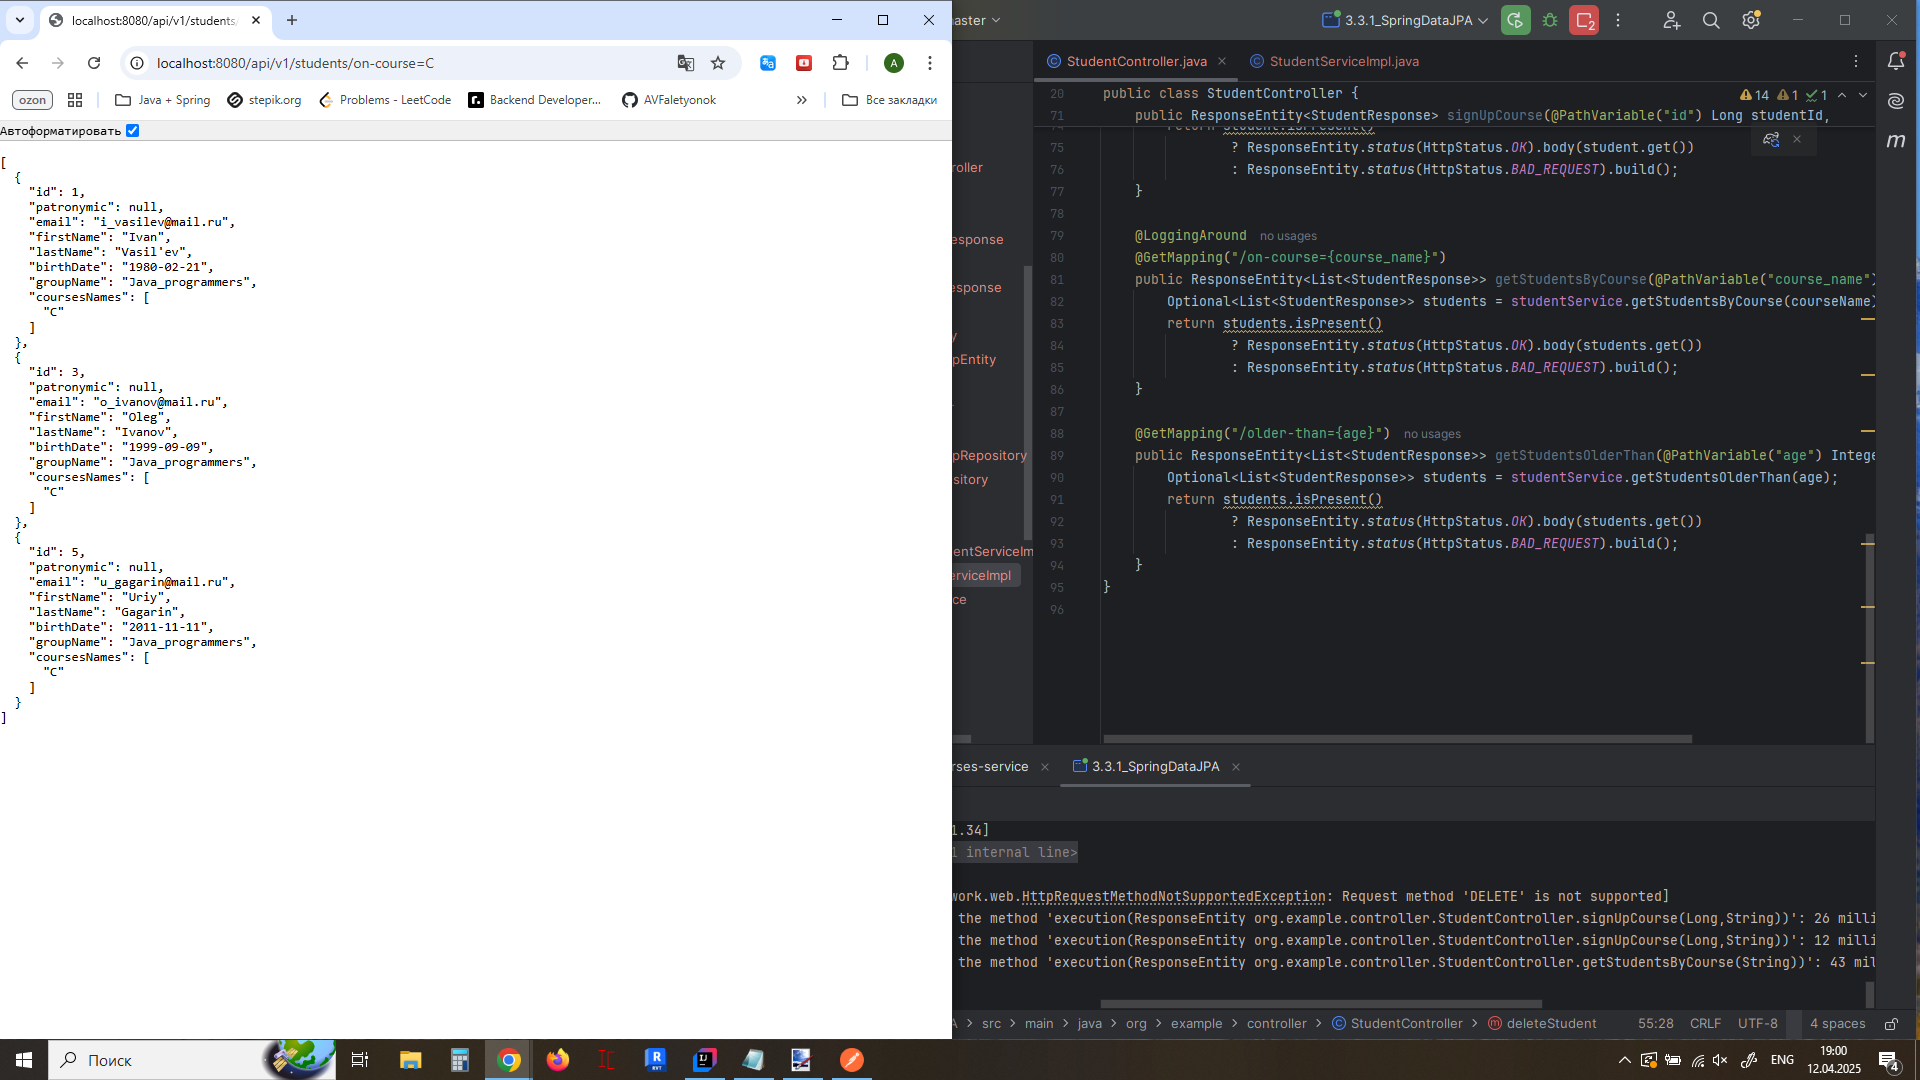 localhost:8080/api/v1/students/
localhost:8080/api/v1/students/on-course=C
ozon
Java + Spring
stepik.org
Problems - LeetCode
Backend Developer...
AVFaletyonok
»
Все закладки
Автоформатировать
[
  {
    "id": 1,
    "patronymic": null,
    "email": "i_vasilev@mail.ru",
    "firstName": "Ivan",
    "lastName": "Vasil'ev",
    "birthDate": "1980-02-21",
    "groupName": "Java_programmers",
    "coursesNames": [
      "C"
    ]
  },
  {
    "id": 3,
    "patronymic": null,
    "email": "o_ivanov@mail.ru",
    "firstName": "Oleg",
    "lastName": "Ivanov",
    "birthDate": "1999-09-09",
    "groupName": "Java_programmers",
    "coursesNames": [
      "C"
    ]
  },
  {
    "id": 5,
    "patronymic": null,
    "email": "u_gagarin@mail.ru",
    "firstName": "Uriy",
    "lastName": "Gagarin",
    "birthDate": "2011-11-11",
    "groupName": "Java_programmers",
    "coursesNames": [
      "C"
    ]
  }
]
aster
3.3.1_SpringDataJPA
2
oller
esponse
esponse
y
pEntity
pRepository
sitory
entServiceIm
erviceImpl
ce
StudentController.java
StudentServiceImpl.java
14 1 1
20 public class StudentController {
71 public ResponseEntity<StudentResponse> signUpCourse(@PathVariable("id") Long studentId,
74 return student.isPresent()
75 ? ResponseEntity.status(HttpStatus.OK).body(student.get())
76 : ResponseEntity.status(HttpStatus.BAD_REQUEST).build();
77 }
78
79 @LoggingAround no usages
80 @GetMapping("/on-course={course_name}")
81 public ResponseEntity<List<StudentResponse>> getStudentsByCourse(@PathVariable("course_name")
82 Optional<List<StudentResponse>> students = studentService.getStudentsByCourse(courseName)
83 return students.isPresent()
84 ? ResponseEntity.status(HttpStatus.OK).body(students.get())
85 : ResponseEntity.status(HttpStatus.BAD_REQUEST).build();
86 }
87
88 @GetMapping("/older-than={age}") no usages
89 public ResponseEntity<List<StudentResponse>> getStudentsOlderThan(@PathVariable("age") Intege
90 Optional<List<StudentResponse>> students = studentService.getStudentsOlderThan(age);
91 return students.isPresent()
92 ? ResponseEntity.status(HttpStatus.OK).body(students.get())
93 : ResponseEntity.status(HttpStatus.BAD_REQUEST).build();
94 }
95 }
96
rses-service
3.3.1_SpringDataJPA
1.34]
1 internal line>
work.web.HttpRequestMethodNotSupportedException: Request method 'DELETE' is not supported]
the method 'execution(ResponseEntity org.example.controller.StudentController.signUpCourse(Long,String))': 26 milli
the method 'execution(ResponseEntity org.example.controller.StudentController.signUpCourse(Long,String))': 12 milli
the method 'execution(ResponseEntity org.example.controller.StudentController.getStudentsByCourse(String))': 43 mil
A > src > main > java > org > example > controller > StudentController > deleteStudent
55:28 CRLF UTF-8 4 spaces
Поиск
ENG
19:00
12.04.2025
4